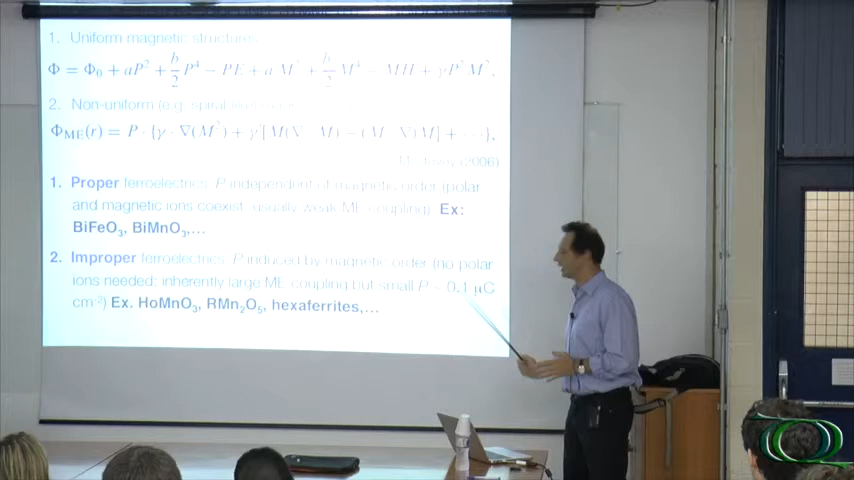 1. Uniform magnetic structures
Φ = Φ₀ + aP² + b/2 P⁴ − PE + a M² + b/2 M⁴ − MH + γP²M².
2. Non-uniform (e.g. spiral
Φ_ME(r) = P · {γ · ∇(M²) + γ′[M(∇ · M) − (M · ∇)M] + ⋯},
(2006)
1. Proper ferroelectrics: P independent of magnetic order (polar
and magnetic ions coexist, usually weak ME coupling) Ex:
BiFeO₃, BiMnO₃,...
2. Improper ferroelectrics: P induced by magnetic order (no polar
ions needed: inherently large ME coupling but small P ~ 0.1 μC
cm⁻²) Ex. HoMnO₃, RMn₂O₅, hexaferrites,...